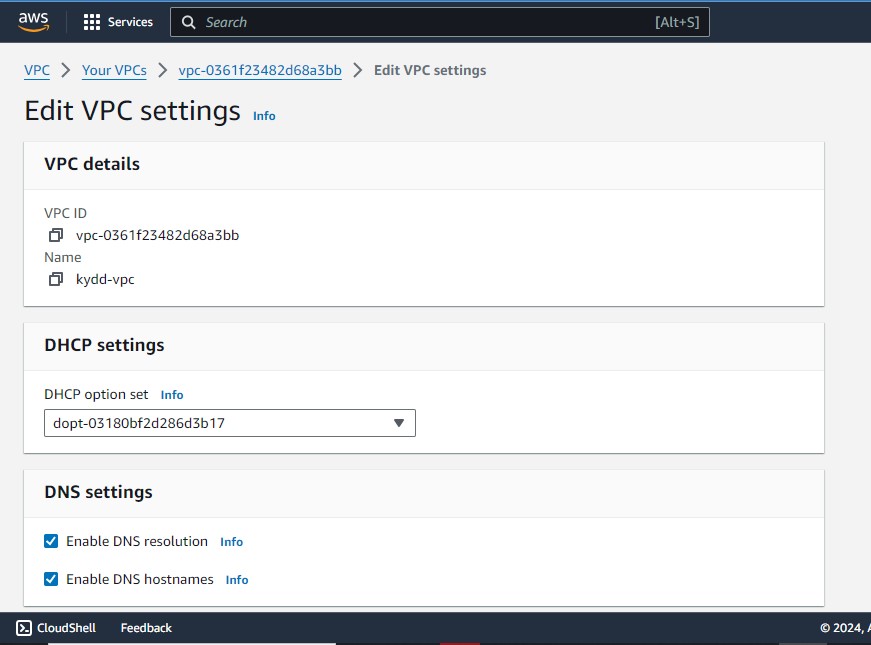 aws Services Search [Alt+S]
VPC Your VPCs vpc-0361f23482d68a3bb Edit VPC settings
Edit VPC settings Info
VPC details
VPC ID
vpc-0361f23482d68a3bb
Name
kydd-vpc
DHCP settings
DHCP option set Info
dopt-03180bf2d286d3b17
DNS settings
Enable DNS resolution Info
Enable DNS hostnames Info
CloudShell Feedback © 2024, A